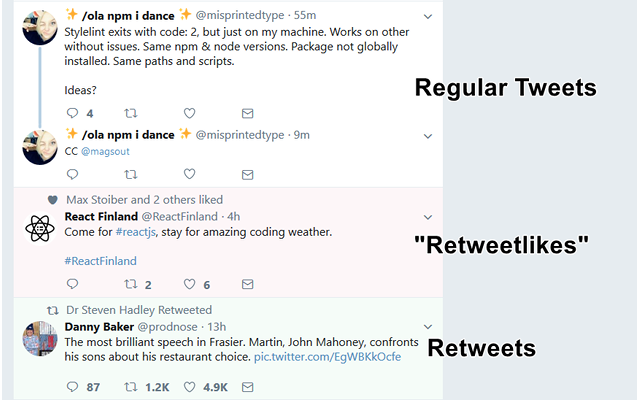 ✨ /ola npm i dance ✨ @misprintedtype · 55m
Stylelint exits with code: 2, but just on my machine. Works on other
without issues. Same npm & node versions. Package not globally
installed. Same paths and scripts.
Ideas?
4
Regular Tweets
✨ /ola npm i dance ✨ @misprintedtype · 9m
CC @magsout
Max Stoiber and 2 others liked
React Finland @ReactFinland · 4h
Come for #reactjs, stay for amazing coding weather.
"Retweetlikes"
#ReactFinland
2 6
Dr Steven Hadley Retweeted
Danny Baker @prodnose · 13h
The most brilliant speech in Frasier. Martin, John Mahoney, confronts
his sons about his restaurant choice. pic.twitter.com/EgWBKkOcfe
Retweets
87 1.2K 4.9K